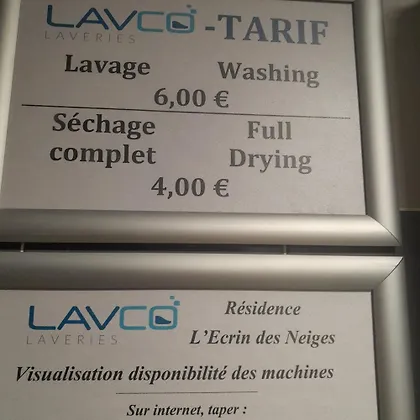 LAVCO -TARIF
LAVERIES
Lavage Washing
6,00 €
Séchage Full
complet Drying
4,00 €
LAVCO Résidence
LAVERIES L'Ecrin des Neiges
Visualisation disponibilité des machines
Sur internet, taper :